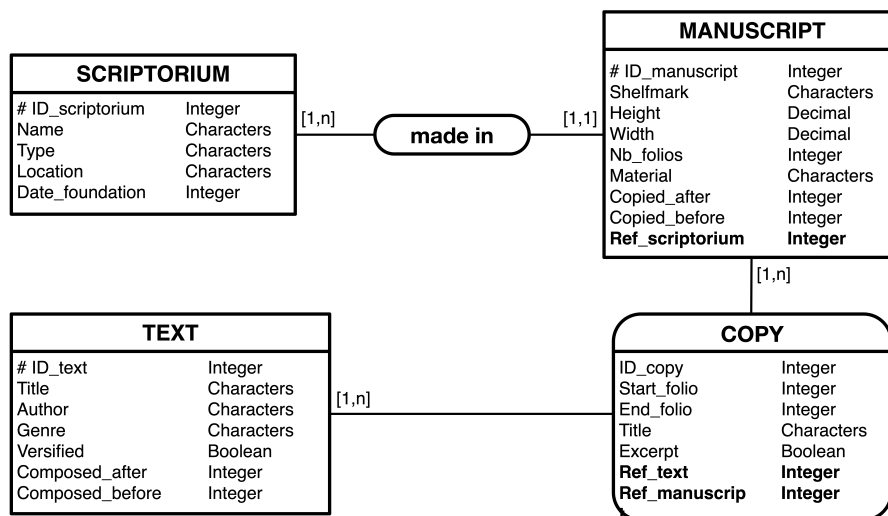 SCRIPTORIUM
# ID_scriptorium Integer
Name Characters
Type Characters
Location Characters
Date_foundation Integer
[1,n]
made in
[1,1]
MANUSCRIPT
# ID_manuscript Integer
Shelfmark Characters
Height Decimal
Width Decimal
Nb_folios Integer
Material Characters
Copied_after Integer
Copied_before Integer
Ref_scriptorium Integer
[1,n]
TEXT
# ID_text Integer
Title Characters
Author Characters
Genre Characters
Versified Boolean
Composed_after Integer
Composed_before Integer
[1,n]
COPY
ID_copy Integer
Start_folio Integer
End_folio Integer
Title Characters
Excerpt Boolean
Ref_text Integer
Ref_manuscrip Integer